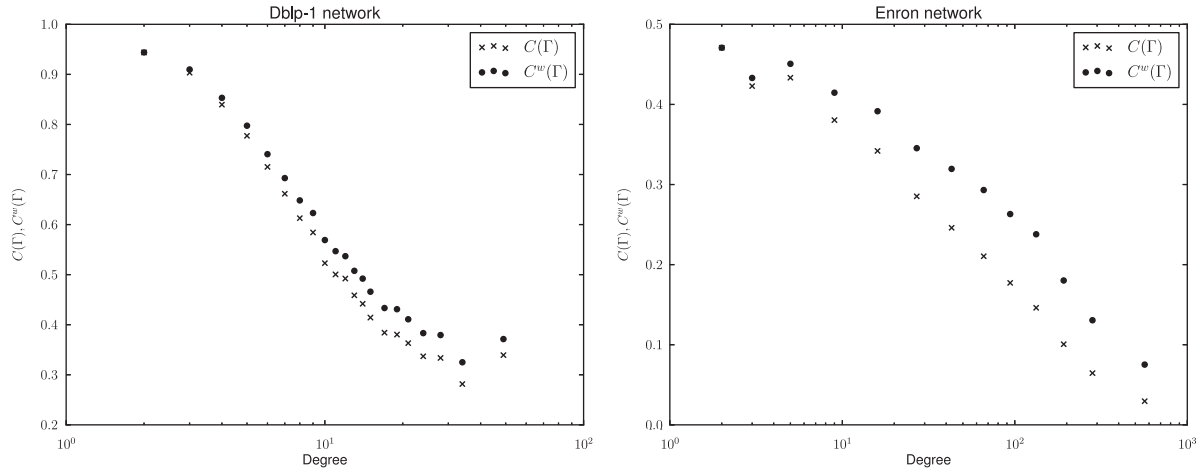 Dblp-1 network
1.0
0.9
0.8
0.7
0.6
0.5
0.4
0.3
0.2
C(Γ), C^w(Γ)
× × × C(Γ)
● ● ● C^w(Γ)
10^0
10^1
10^2
Degree
Enron network
0.5
0.4
0.3
0.2
0.1
0.0
C(Γ), C^w(Γ)
× × × C(Γ)
● ● ● C^w(Γ)
10^0
10^1
10^2
10^3
Degree